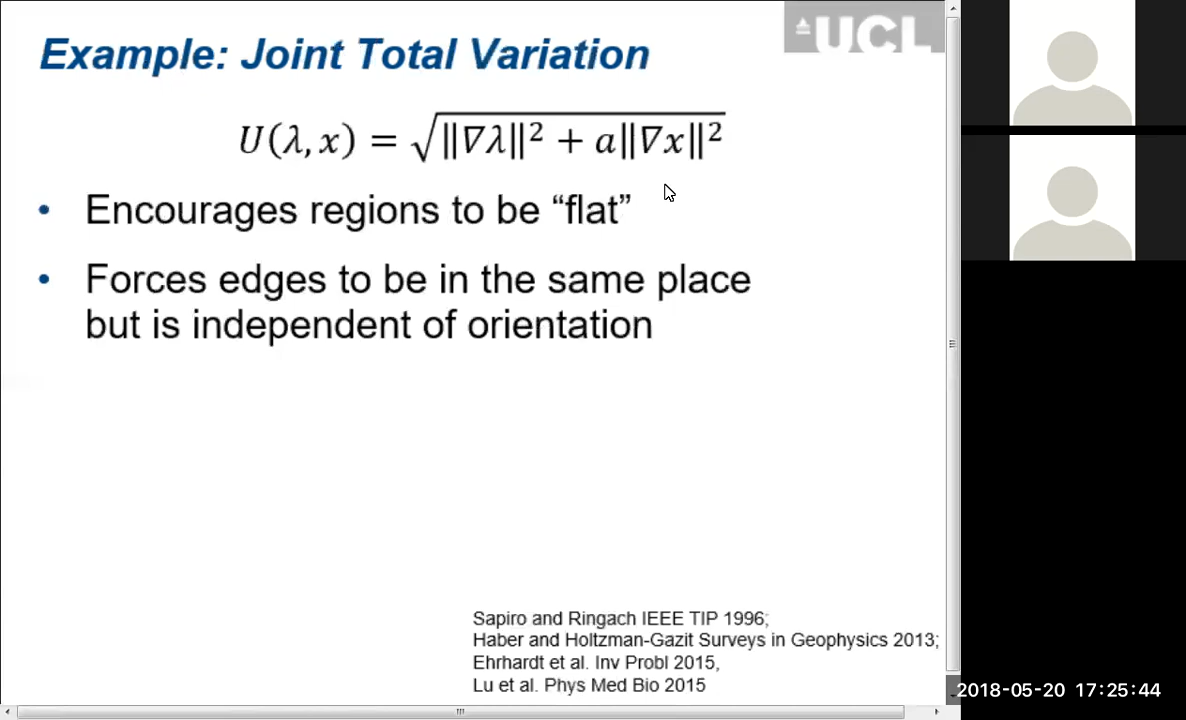 UCL
Example: Joint Total Variation
U(λ, x) = √‖∇λ‖² + a‖∇x‖²
• Encourages regions to be “flat”
• Forces edges to be in the same place
but is independent of orientation
Sapiro and Ringach IEEE TIP 1996;
Haber and Holtzman-Gazit Surveys in Geophysics 2013;
Ehrhardt et al. Inv Probl 2015,
Lu et al. Phys Med Bio 2015
2018-05-20 17:25:44